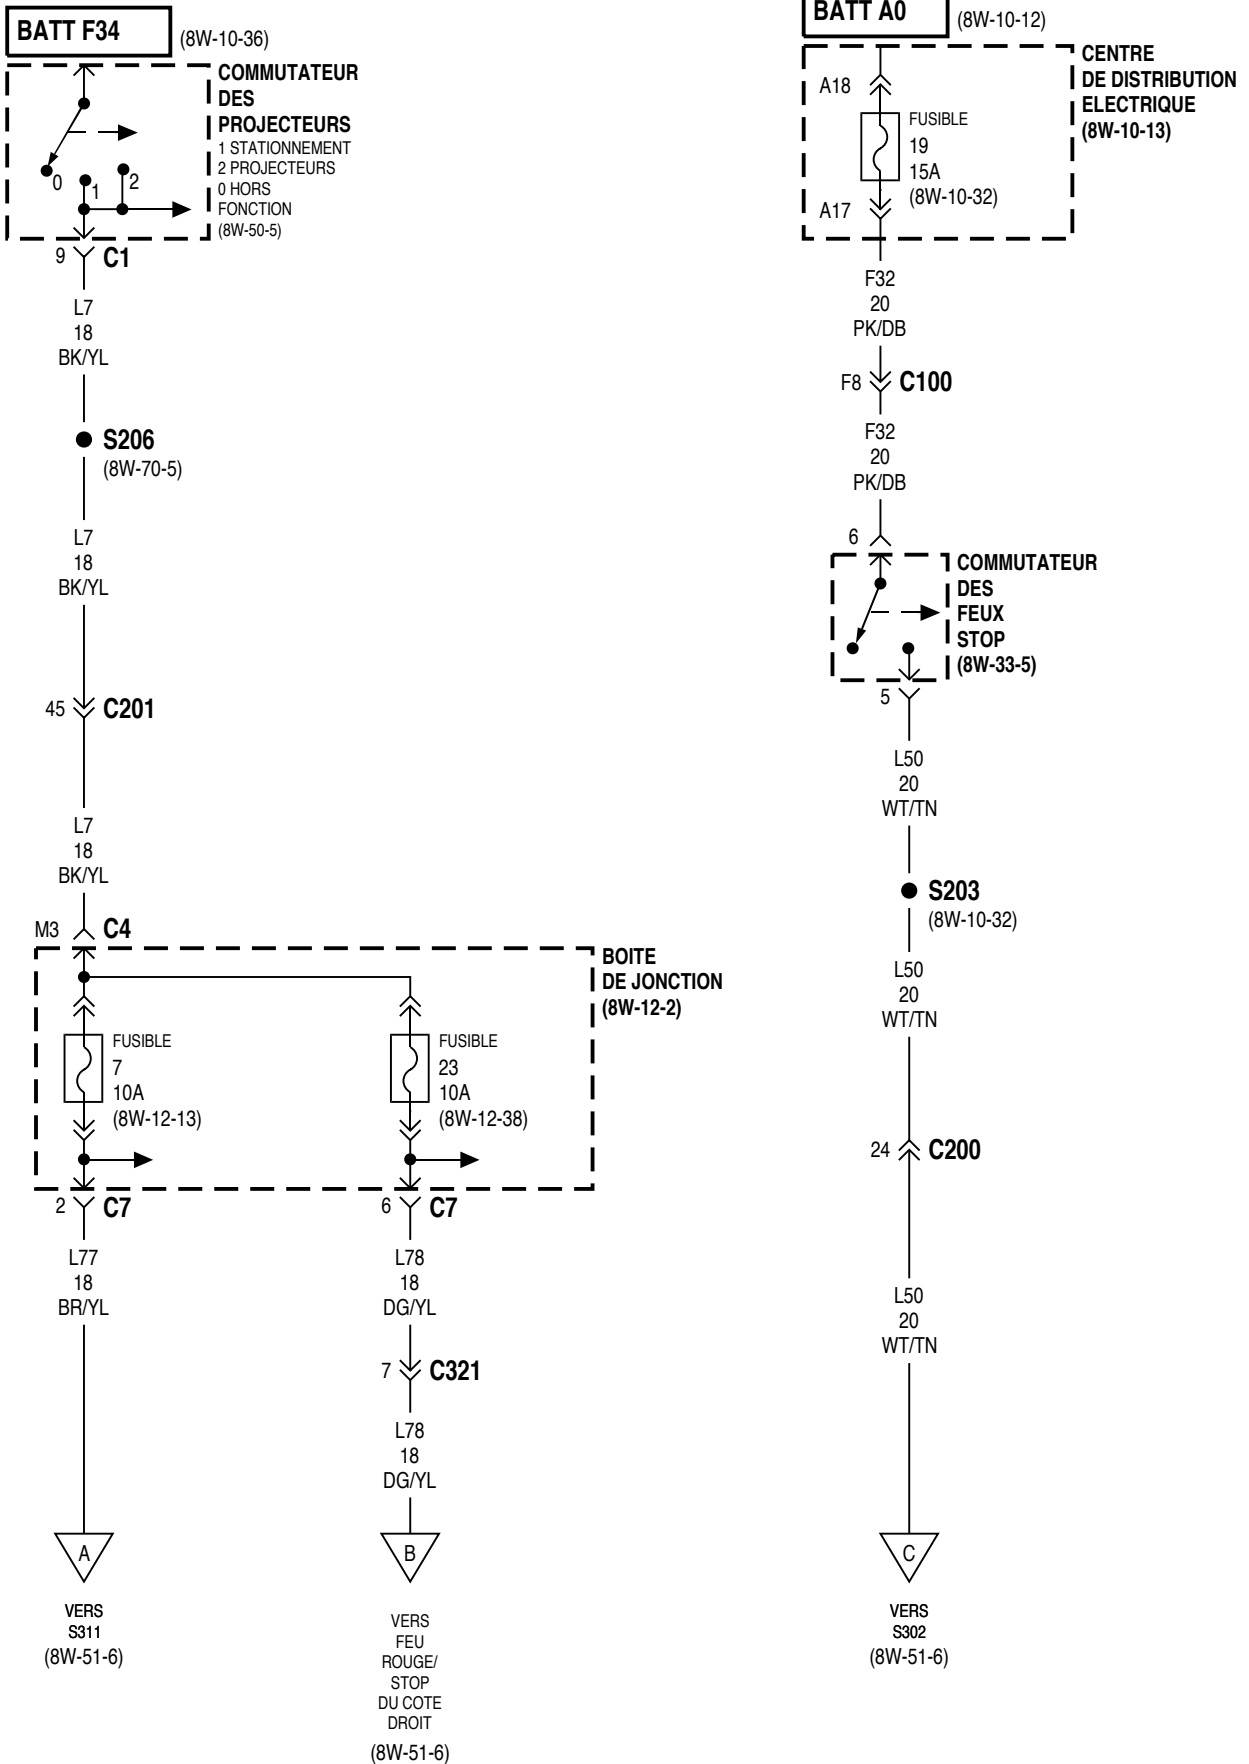 BATT F34
(8W-10-36)
COMMUTATEUR
DES
PROJECTEURS
1 STATIONNEMENT
2 PROJECTEURS
0 HORS
FONCTION
(8W-50-5)
0
1
2
9
C1
L7
18
BK/YL
S206
(8W-70-5)
L7
18
BK/YL
45
C201
L7
18
BK/YL
M3
C4
BOITE
DE JONCTION
(8W-12-2)
FUSIBLE
7
10A
(8W-12-13)
FUSIBLE
23
10A
(8W-12-38)
2
C7
6
C7
L77
18
BR/YL
L78
18
DG/YL
7
C321
L78
18
DG/YL
A
VERS
S311
(8W-51-6)
B
VERS
FEU
ROUGE/
STOP
DU COTE
DROIT
(8W-51-6)
BATT A0
(8W-10-12)
CENTRE
DE DISTRIBUTION
ELECTRIQUE
(8W-10-13)
A18
FUSIBLE
19
15A
(8W-10-32)
A17
F32
20
PK/DB
F8
C100
F32
20
PK/DB
6
COMMUTATEUR
DES
FEUX
STOP
(8W-33-5)
5
L50
20
WT/TN
S203
(8W-10-32)
L50
20
WT/TN
24
C200
L50
20
WT/TN
C
VERS
S302
(8W-51-6)